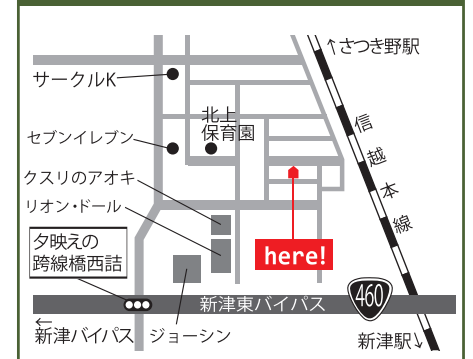 ↑さつき野駅
サークルK
北上
保育園
信越本線
セブンイレブン
クスリのアオキ
リオン・ドール
夕映えの
跨線橋西詰
here!
460
新津東バイパス
←
新津バイパス
ジョーシン
新津駅↓